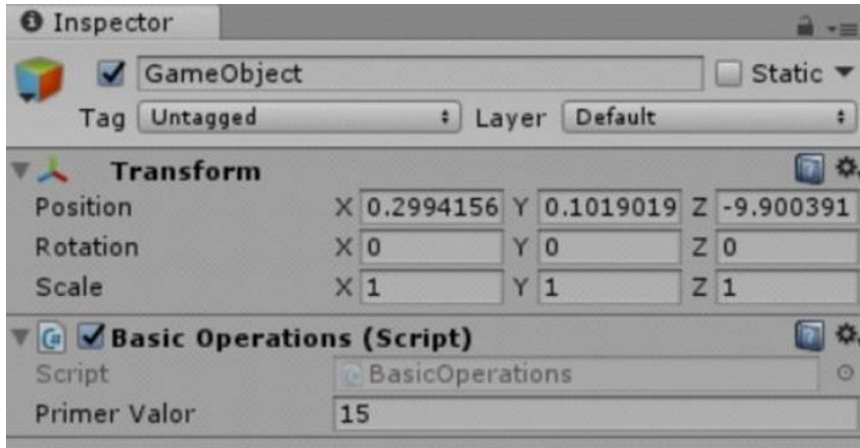 Inspector
GameObject Static
Tag Untagged Layer Default
Transform
Position X 0.2994156 Y 0.1019019 Z -9.900391
Rotation X 0 Y 0 Z 0
Scale X 1 Y 1 Z 1
Basic Operations (Script)
Script BasicOperations
Primer Valor 15